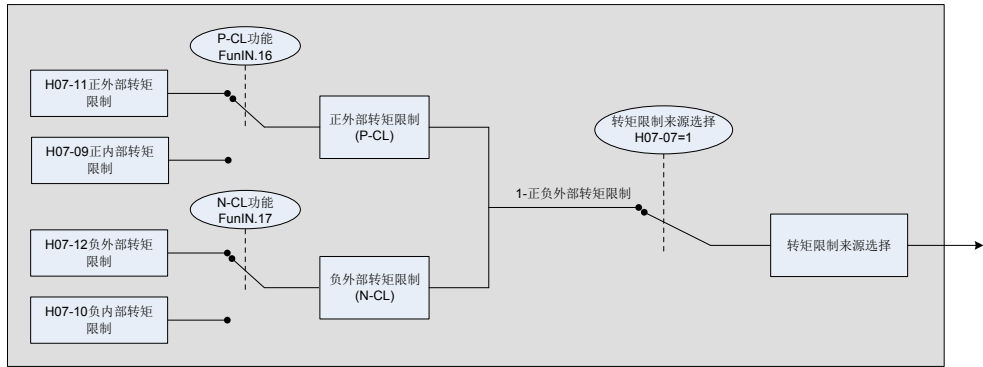 P-CL功能
FunIN.16
H07-11正外部转矩
限制
正外部转矩限制
(P-CL)
转矩限制来源选择
H07-07=1
H07-09正内部转矩
限制
1-正负外部转矩限制
N-CL功能
FunIN.17
H07-12负外部转矩
限制
转矩限制来源选择
负外部转矩限制
(N-CL)
H07-10负内部转矩
限制